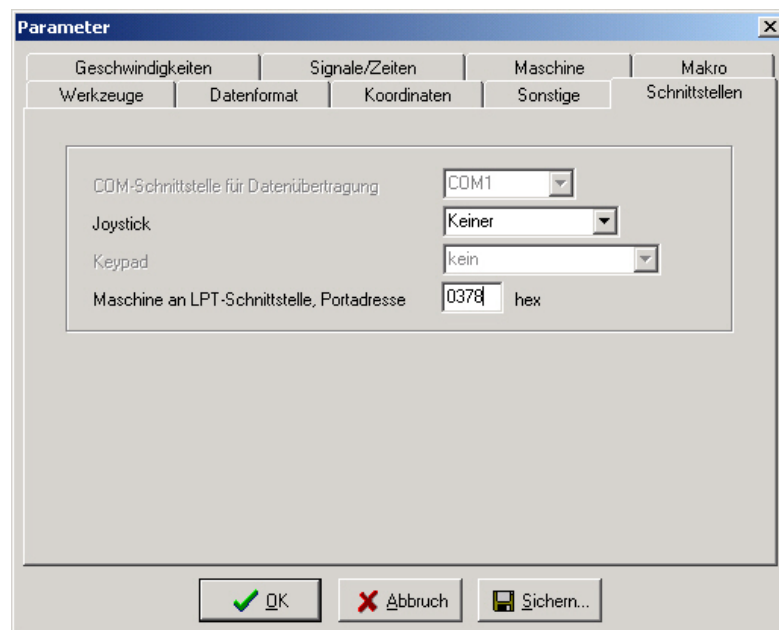 Parameter
Geschwindigkeiten Signale/Zeiten Maschine Makro
Werkzeuge Datenformat Koordinaten Sonstige Schnittstellen
COM-Schnittstelle für Datenübertragung COM1
Joystick Keiner
Keypad kein
Maschine an LPT-Schnittstelle, Portadresse 0378 hex
OK Abbruch Sichern...